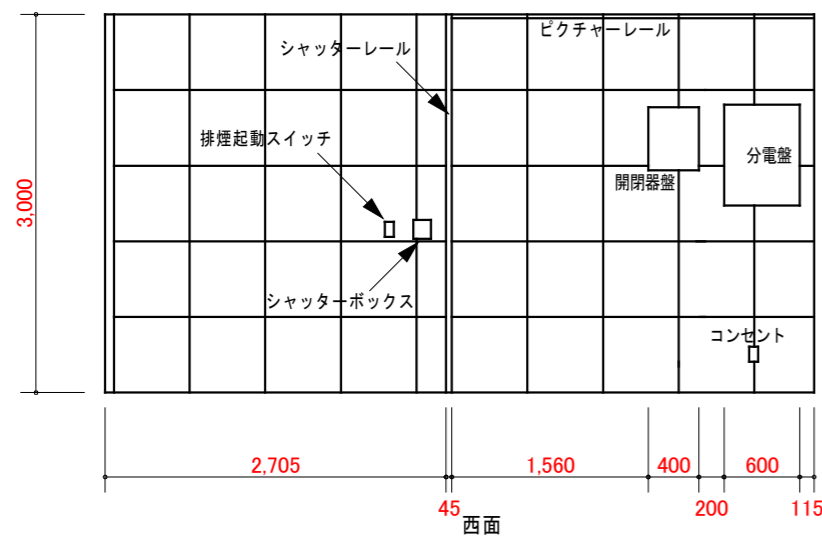 ピクチャーレール
シャッターレール
排煙起動スイッチ
分電盤
開閉器盤
3,000
シャッターボックス
コンセント
2,705
1,560
400
600
45
200
115
西面